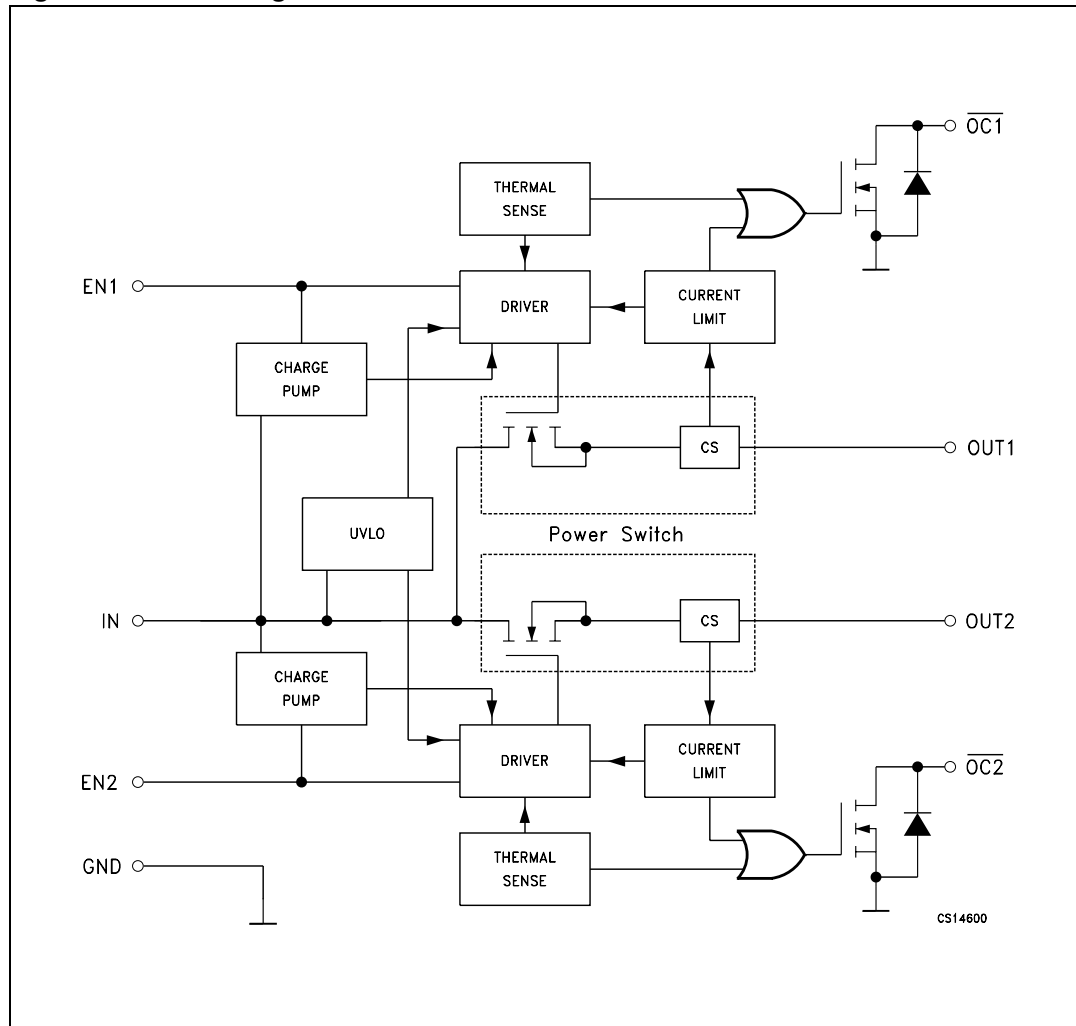 OC1
THERMAL
SENSE
EN1
DRIVER
CURRENT
LIMIT
CHARGE
PUMP
CS
OUT1
UVLO
Power Switch
IN
CS
OUT2
CHARGE
PUMP
DRIVER
CURRENT
LIMIT
EN2
OC2
THERMAL
SENSE
GND
CS14600